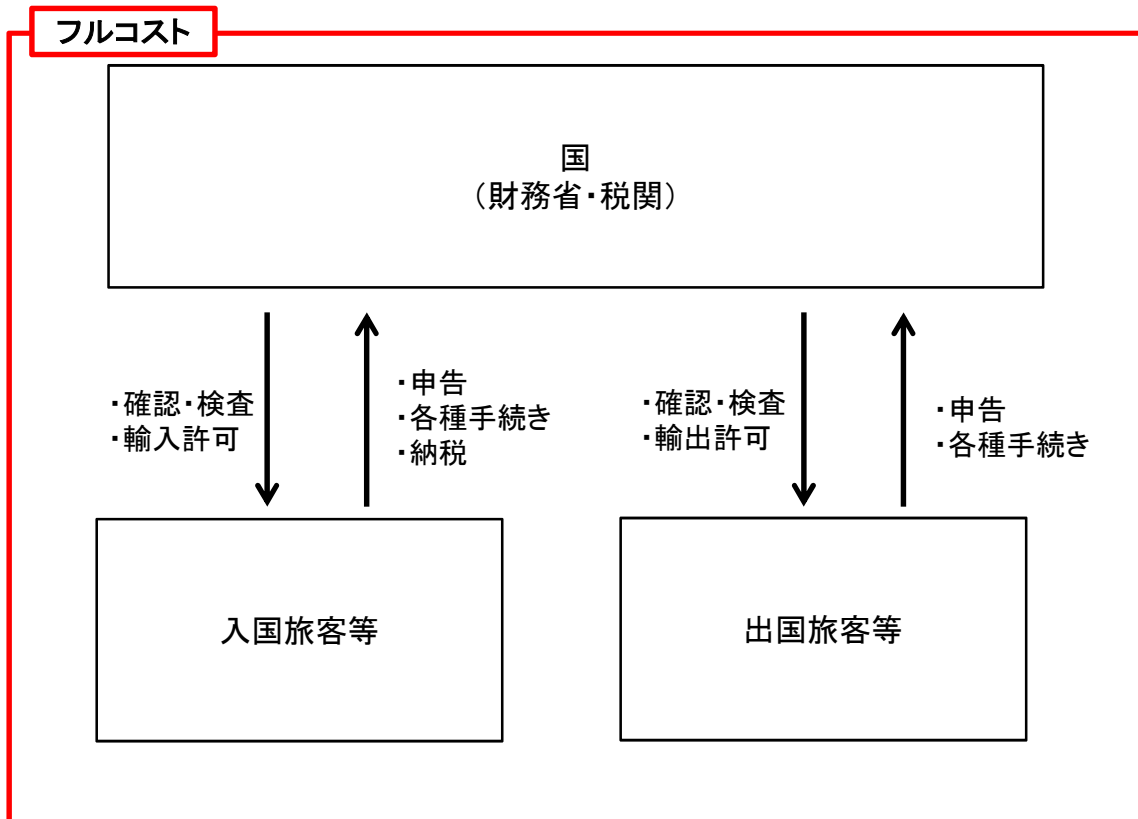 フルコスト
国
（財務省・税関）
・確認・検査
・輸入許可
・申告
・各種手続き
・納税
・確認・検査
・輸出許可
・申告
・各種手続き
入国旅客等
出国旅客等